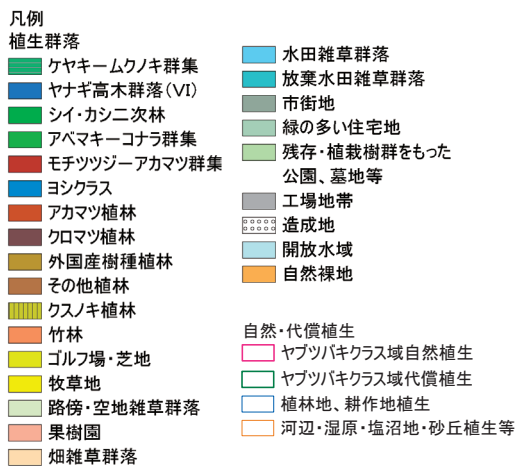 凡例
植生群落
ケヤキームクノキ群集
ヤナギ高木群落(Ⅵ)
シイ・カシ二次林
アベマキーコナラ群集
モチツツジーアカマツ群集
ヨシクラス
アカマツ植林
クロマツ植林
外国産樹種植林
その他植林
クスノキ植林
竹林
ゴルフ場・芝地
牧草地
路傍・空地雑草群落
果樹園
畑雑草群落
水田雑草群落
放棄水田雑草群落
市街地
緑の多い住宅地
残存・植栽樹群をもった
公園、墓地等
工場地帯
造成地
開放水域
自然裸地
自然・代償植生
ヤブツバキクラス域自然植生
ヤブツバキクラス域代償植生
植林地、耕作地植生
河辺・湿原・塩沼地・砂丘植生等